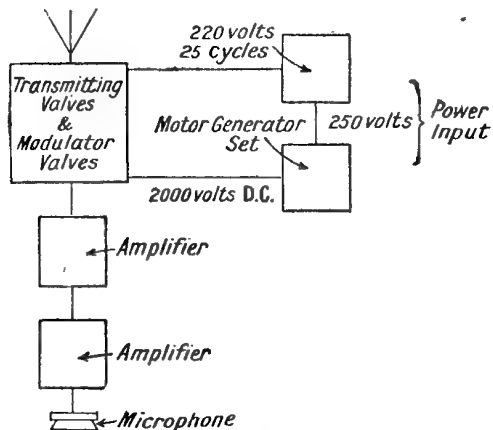 220 volts
25 cycles
Transmitting
Valves
&
Modulator
Valves
Motor Generator
Set
250 volts
Power
Input
2000 volts D.C.
Amplifier
Amplifier
Microphone